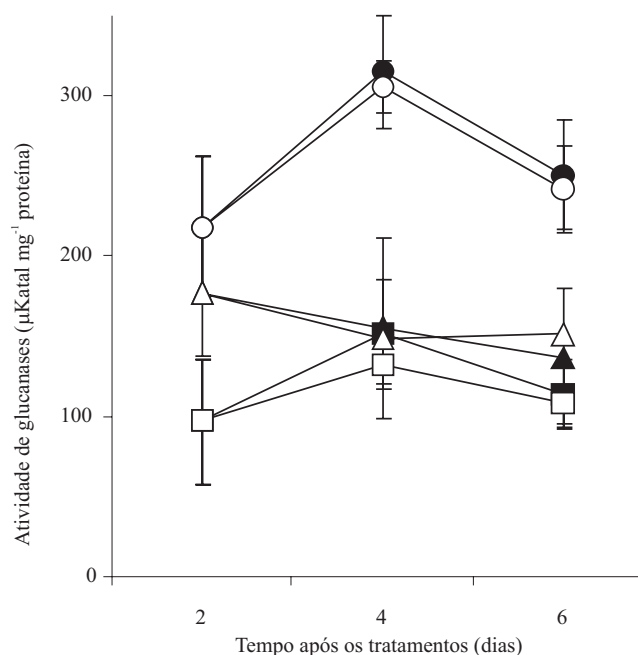 Atividade de glucanases (μKatal mg⁻¹ proteína)
300
200
100
0
2 4 6
Tempo após os tratamentos (dias)